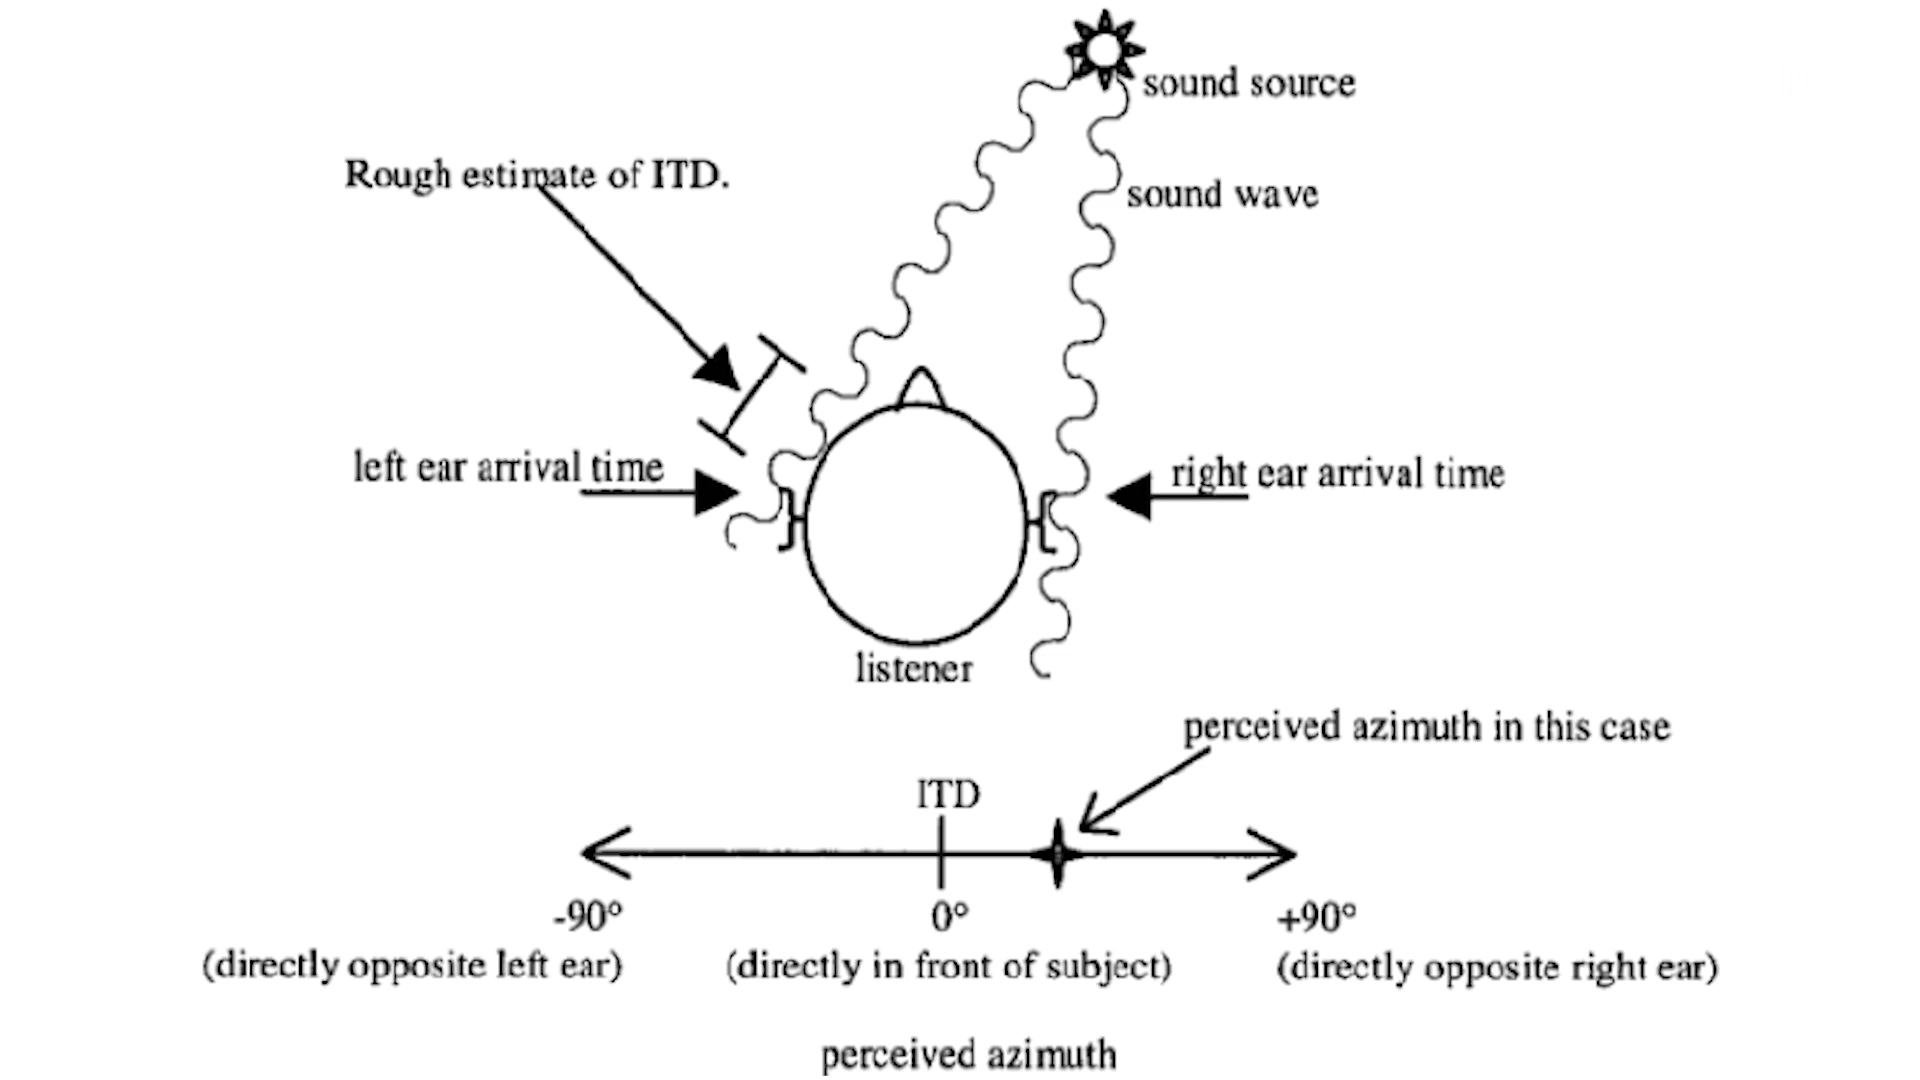 sound source
Rough estimate of ITD.
sound wave
left ear arrival time
right ear arrival time
listener
perceived azimuth in this case
ITD
-90° 0° +90°
(directly opposite left ear) (directly in front of subject) (directly opposite right ear)
perceived azimuth